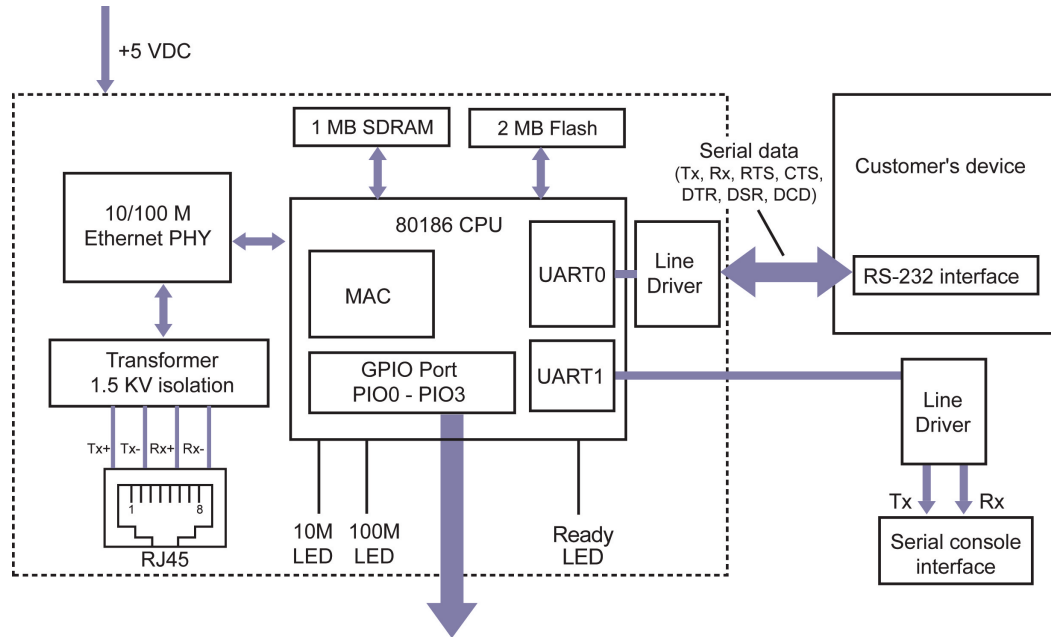 +5 VDC
1 MB SDRAM
2 MB Flash
Serial data
(Tx, Rx, RTS, CTS,
DTR, DSR, DCD)
Customer's device
10/100 M
Ethernet PHY
80186 CPU
MAC
UART0
Line
Driver
RS-232 interface
Transformer
1.5 KV isolation
GPIO Port
PIO0 - PIO3
UART1
Line
Driver
Tx+ Tx- Rx+ Rx-
1 8
RJ45
10M
LED
100M
LED
Ready
LED
Tx Rx
Serial console
interface